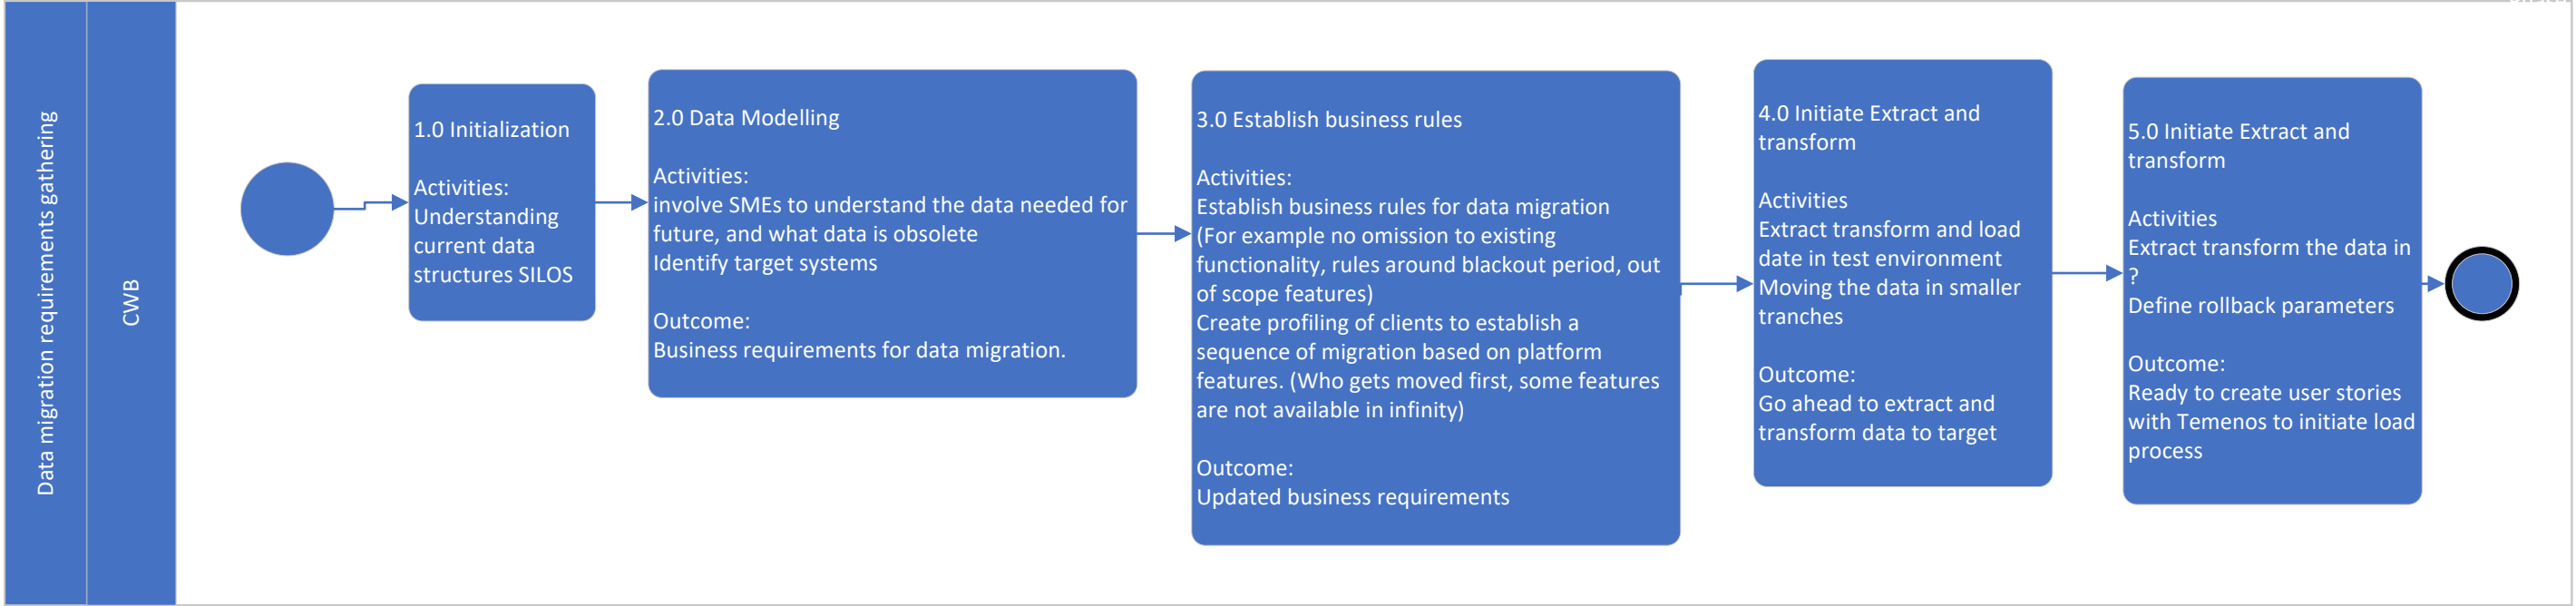 Data migration requirements gathering
CWB
1.0 Initialization
Activities:
Understanding
current data
structures SILOS
2.0 Data Modelling
Activities:
involve SMEs to understand the data needed for
future, and what data is obsolete
Identify target systems
Outcome:
Business requirements for data migration.
3.0 Establish business rules
Activities:
Establish business rules for data migration
(For example no omission to existing
functionality, rules around blackout period, out
of scope features)
Create profiling of clients to establish a
sequence of migration based on platform
features. (Who gets moved first, some features
are not available in infinity)
Outcome:
Updated business requirements
4.0 Initiate Extract and
transform
Activities
Extract transform and load
date in test environment
Moving the data in smaller
tranches
Outcome:
Go ahead to extract and
transform data to target
5.0 Initiate Extract and
transform
Activities
Extract transform the data in
?
Define rollback parameters
Outcome:
Ready to create user stories
with Temenos to initiate load
process